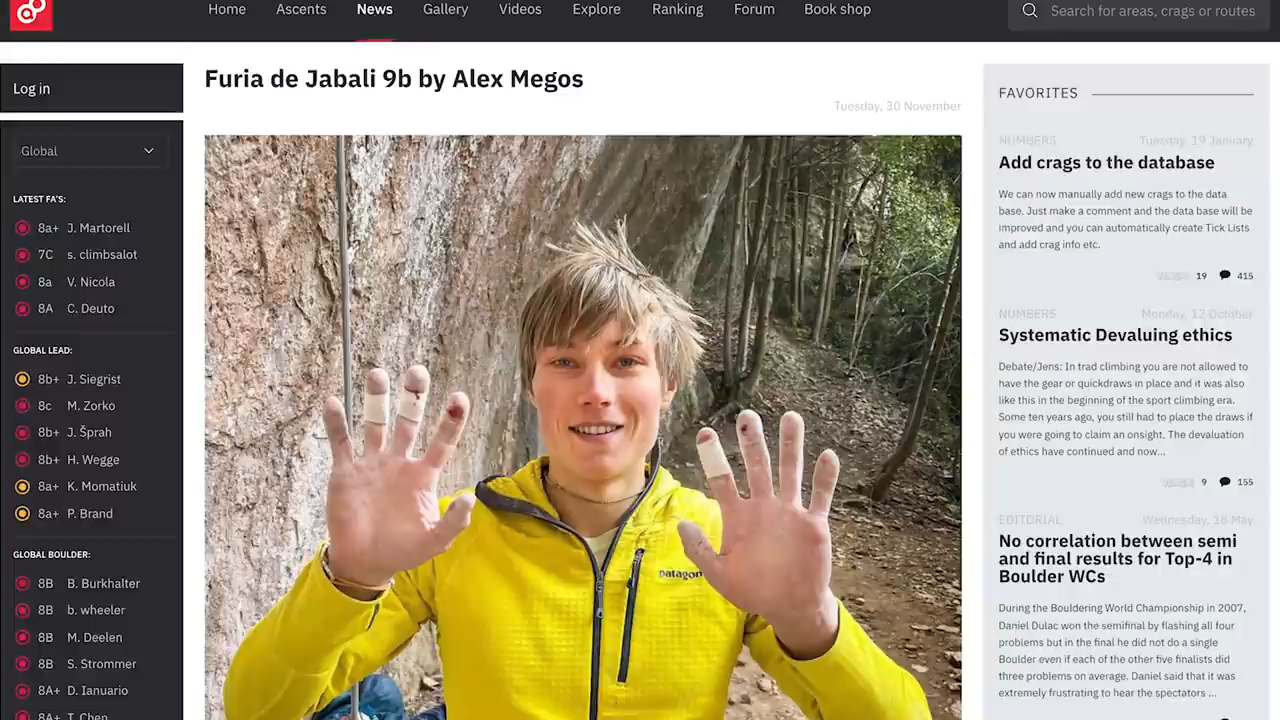 Home Ascents News Gallery Videos Explore Ranking Forum Book shop
Search for areas, crags or routes
Log in
Global
LATEST FA'S:
8a+ J. Martorell
7C s. climbsalot
8a V. Nicola
8A C. Deuto
GLOBAL LEAD:
8b+ J. Siegrist
8c M. Zorko
8b+ J. Šprah
8b+ H. Wegge
8a+ K. Momatiuk
8a+ P. Brand
GLOBAL BOULDER:
8B B. Burkhalter
8B b. wheeler
8B M. Deelen
8B S. Strommer
8A+ D. Ianuario
8A+ T. Chen
Furia de Jabali 9b by Alex Megos
Tuesday, 30 November
patagon
FAVORITES
NUMBERS Tuesday, 19 January
Add crags to the database
We can now manually add new crags to the data
base. Just make a comment and the data base will be
improved and you can automatically create Tick Lists
and add crag info etc.
19 415
NUMBERS Monday, 12 October
Systematic Devaluing ethics
Debate/Jens: In trad climbing you are not allowed to
have the gear or quickdraws in place and it was also
like this in the beginning of the sport climbing era.
Some ten years ago, you still had to place the draws if
you were going to claim an onsight. The devaluation
of ethics have continued and now...
9 155
EDITORIAL Wednesday, 18 May
No correlation between semi
and final results for Top-4 in
Boulder WCs
During the Bouldering World Championship in 2007,
Daniel Dulac won the semifinal by flashing all four
problems but in the final he did not do a single
Boulder even if each of the other five finalists did
three problems on average. Daniel said that it was
extremely frustrating to hear the spectators ...